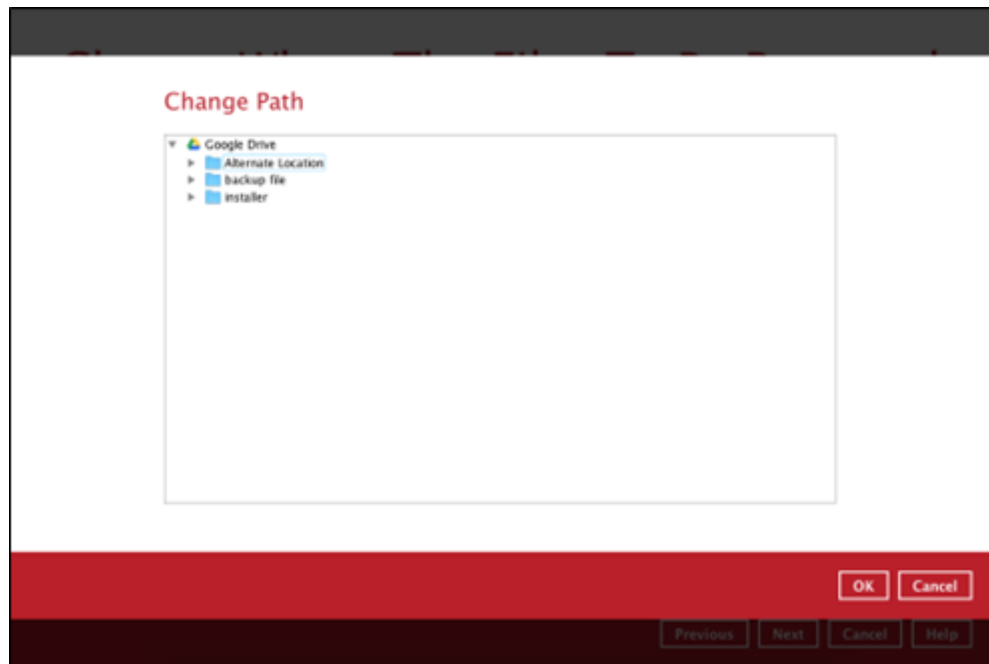 Change Path
Google Drive
Alternate Location
backup file
installer
OK Cancel
Previous Next Cancel Help